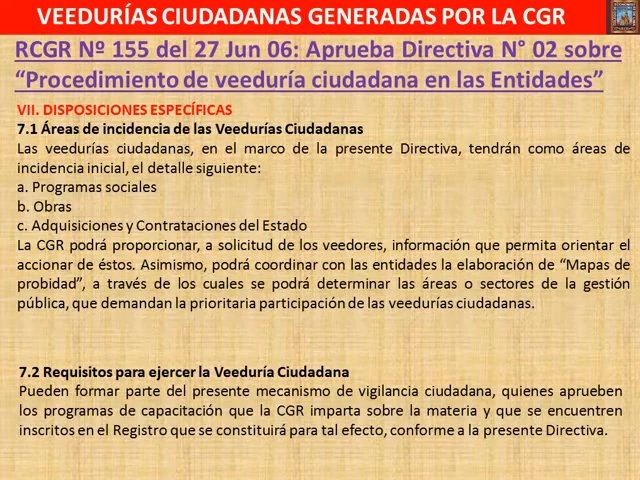 VEEDURÍAS CIUDADANAS GENERADAS POR LA CGR
RCGR Nº 155 del 27 Jun 06: Aprueba Directiva N° 02 sobre
“Procedimiento de veeduría ciudadana en las Entidades”
VII. DISPOSICIONES ESPECÍFICAS
7.1 Áreas de incidencia de las Veedurías Ciudadanas
Las veedurías ciudadanas, en el marco de la presente Directiva, tendrán como áreas de
incidencia inicial, el detalle siguiente:
a. Programas sociales
b. Obras
c. Adquisiciones y Contrataciones del Estado
La CGR podrá proporcionar, a solicitud de los veedores, información que permita orientar el
accionar de éstos. Asimismo, podrá coordinar con las entidades la elaboración de “Mapas de
probidad”, a través de los cuales se podrá determinar las áreas o sectores de la gestión
pública, que demandan la prioritaria participación de las veedurías ciudadanas.
7.2 Requisitos para ejercer la Veeduría Ciudadana
Pueden formar parte del presente mecanismo de vigilancia ciudadana, quienes aprueben
los programas de capacitación que la CGR imparta sobre la materia y que se encuentren
inscritos en el Registro que se constituirá para tal efecto, conforme a la presente Directiva.